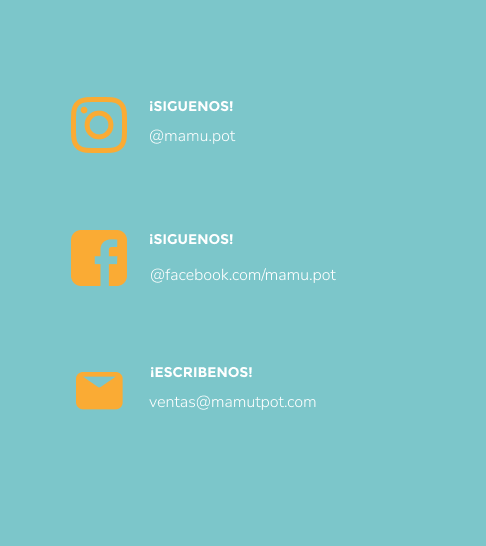 ¡SIGUENOS!
@mamu.pot
¡SIGUENOS!
@facebook.com/mamu.pot
¡ESCRIBENOS!
ventas@mamutpot.com